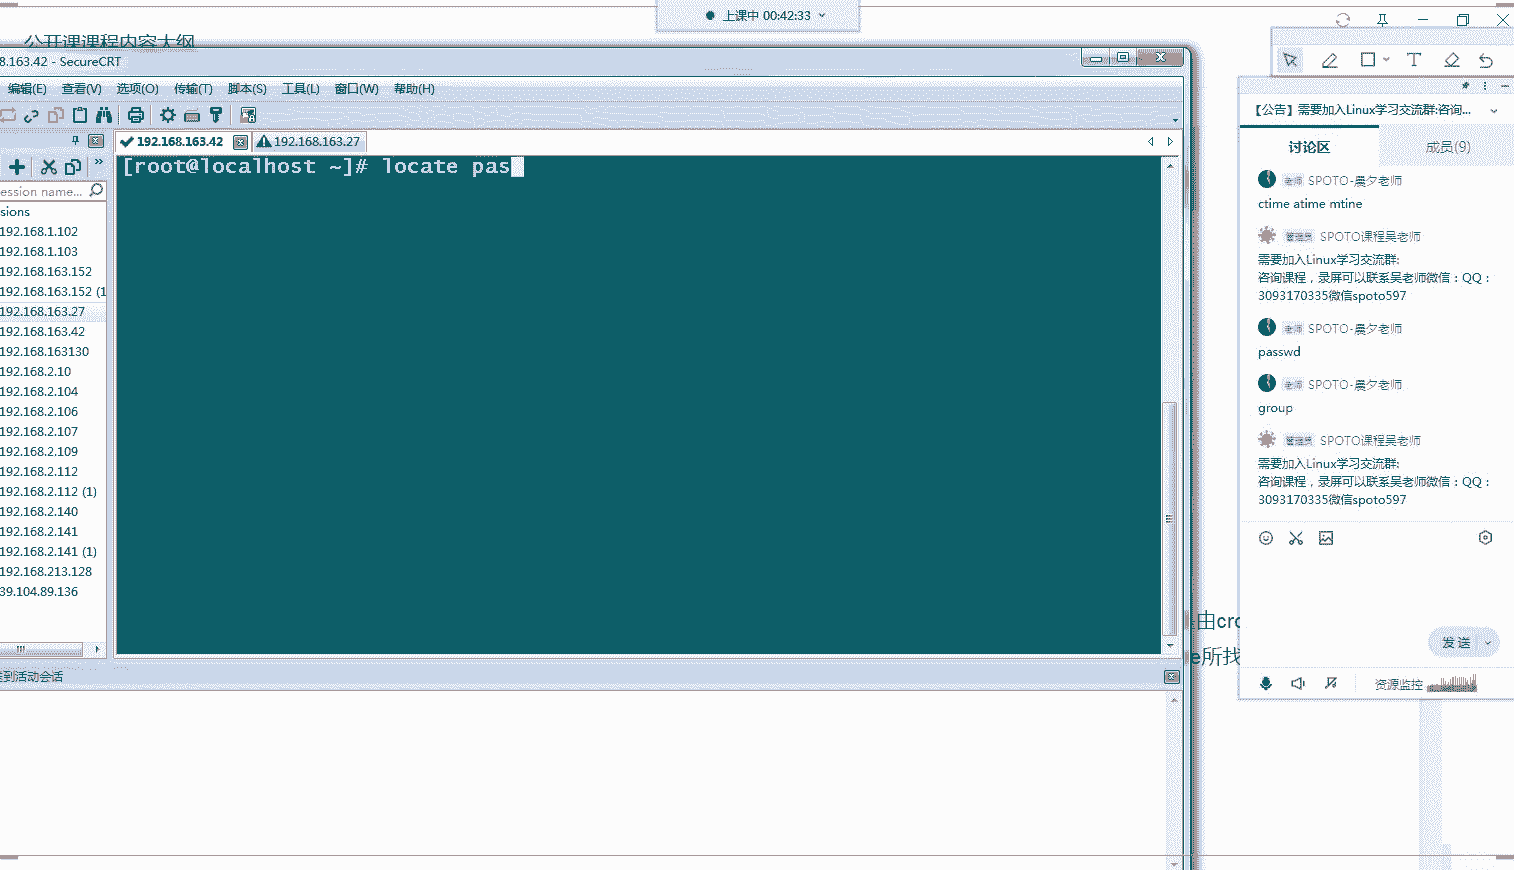 上课中 00:42:33
公开课课程内容大纲
8.163.42 - SecureCRT
编辑(E) 查看(V) 选项(O) 传输(T) 脚本(S) 工具(L) 窗口(W) 帮助(H)
192.168.163.42
192.168.163.27
ession name...
sions
192.168.1.102
192.168.1.103
192.168.163.152
192.168.163.152 (1
192.168.163.27
192.168.163.42
192.168.163130
192.168.2.10
192.168.2.104
192.168.2.106
192.168.2.107
192.168.2.109
192.168.2.112
192.168.2.112 (1)
192.168.2.140
192.168.2.141
192.168.2.141 (1)
192.168.213.128
39.104.89.136
[root@localhost ~]# locate pas
到活动会话
由cro
e所找
【公告】需要加入Linux学习交流群:咨询...
讨论区
成员(9)
老师 SPOTO-晨夕老师
ctime atime mtine
管理员 SPOTO课程吴老师
需要加入Linux学习交流群:
咨询课程，录屏可以联系吴老师微信：QQ：
3093170335微信spoto597
老师 SPOTO-晨夕老师
passwd
老师 SPOTO-晨夕老师
group
管理员 SPOTO课程吴老师
需要加入Linux学习交流群:
咨询课程，录屏可以联系吴老师微信：QQ：
3093170335微信spoto597
发送
资源监控